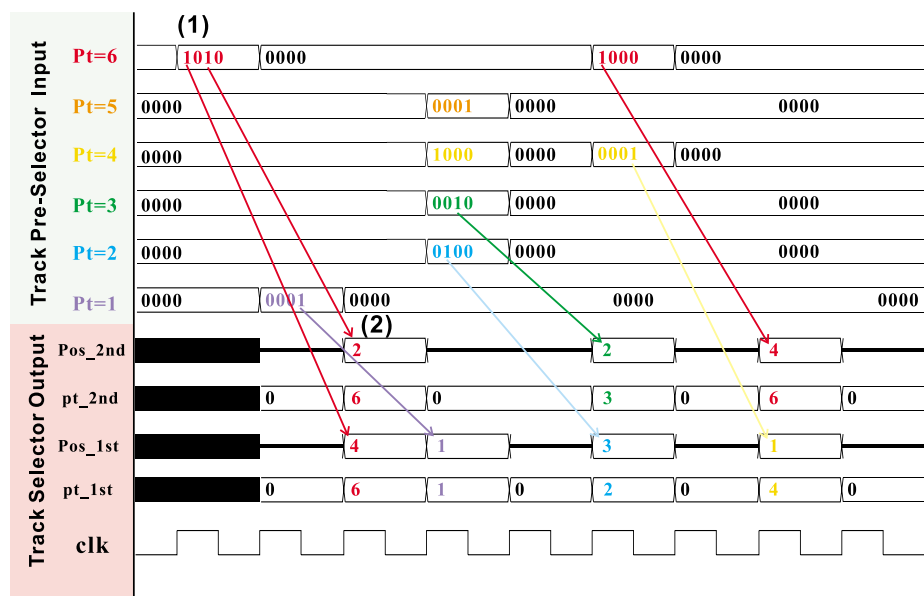 (1)
Track Pre-Selector Input
Pt=6 1010 0000 1000 0000
Pt=5 0000 0001 0000 0000
Pt=4 0000 1000 0000 0001 0000
Pt=3 0000 0010 0000 0000
Pt=2 0000 0100 0000 0000
Pt=1 0000 0001 0000 0000 0000
(2)
Track Selector Output
Pos_2nd 2 2 4
pt_2nd 0 6 0 3 0 6 0
Pos_1st 4 1 3 1
pt_1st 0 6 1 0 2 0 4 0
clk